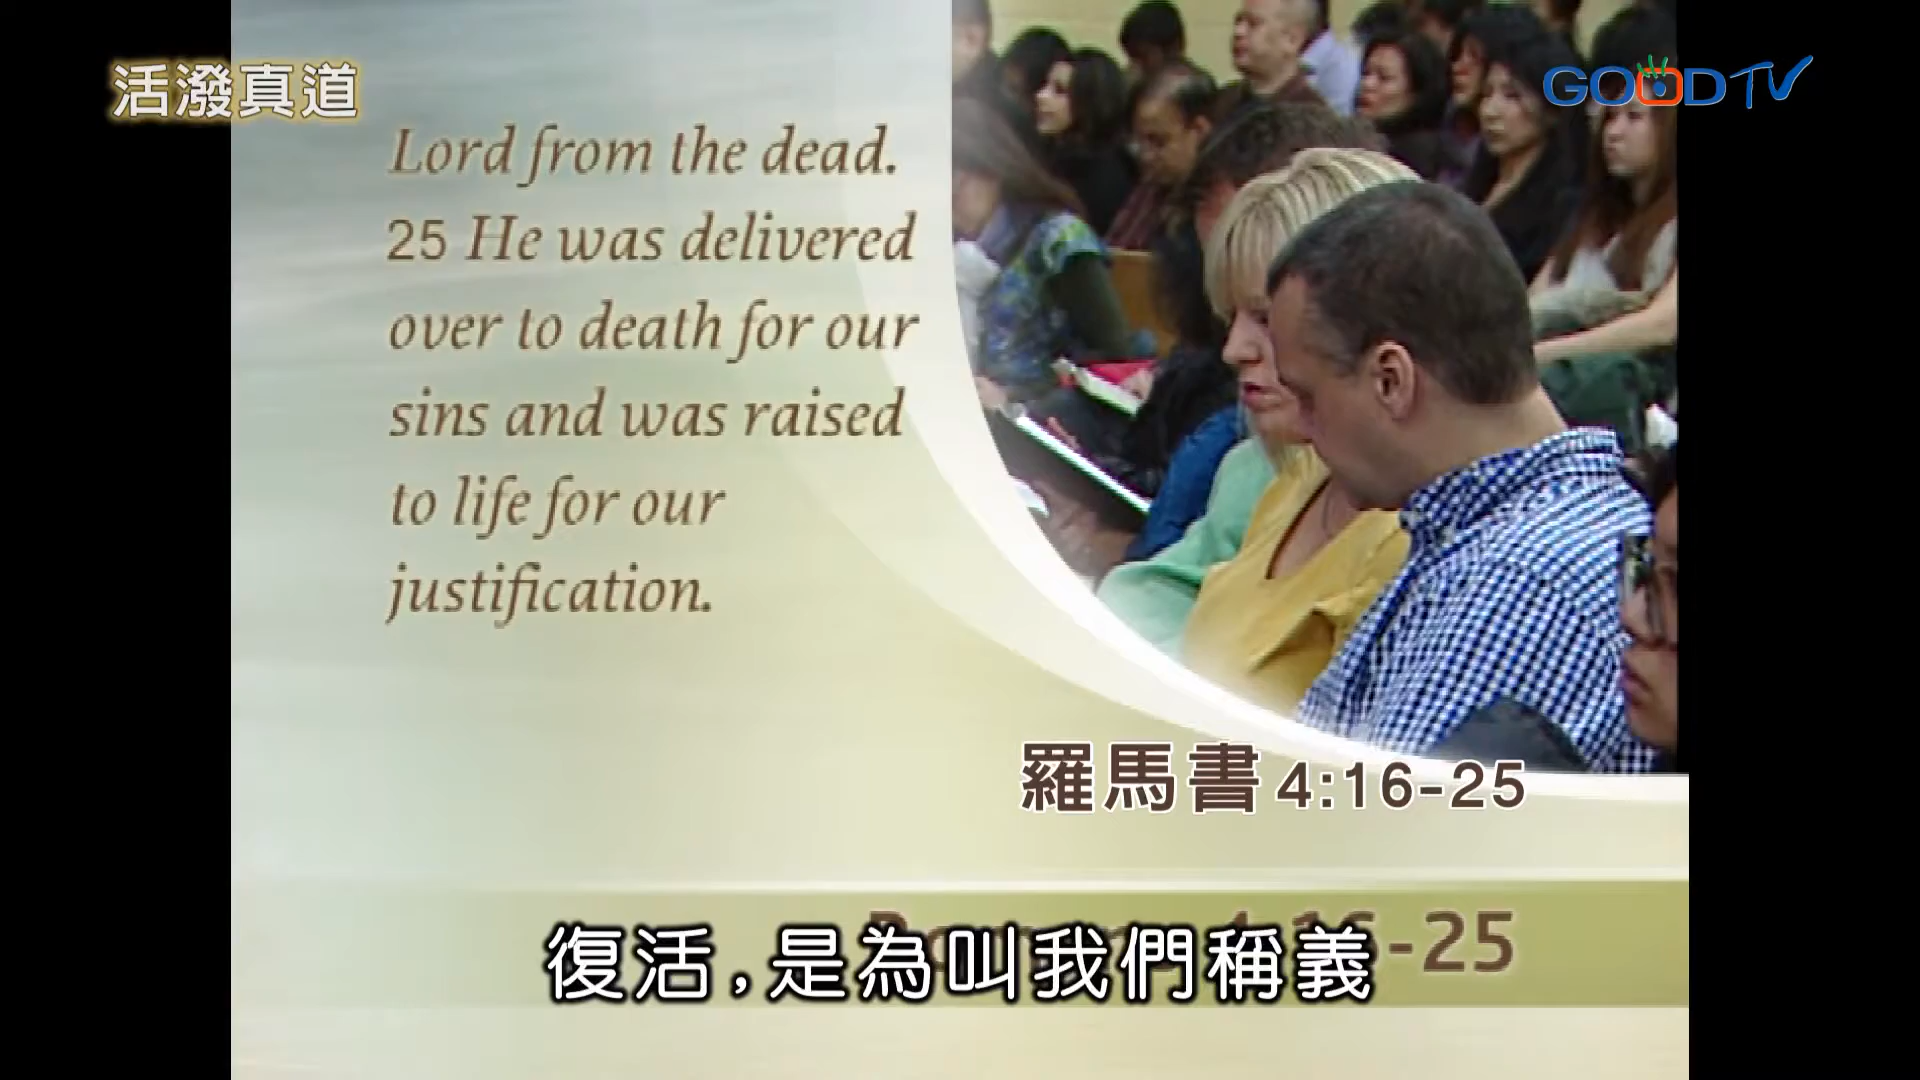 活潑真道
GOODTV
Lord from the dead.
25 He was delivered
over to death for our
sins and was raised
to life for our
justification.
羅馬書 4:16-25
-25
復活，是為叫我們稱義